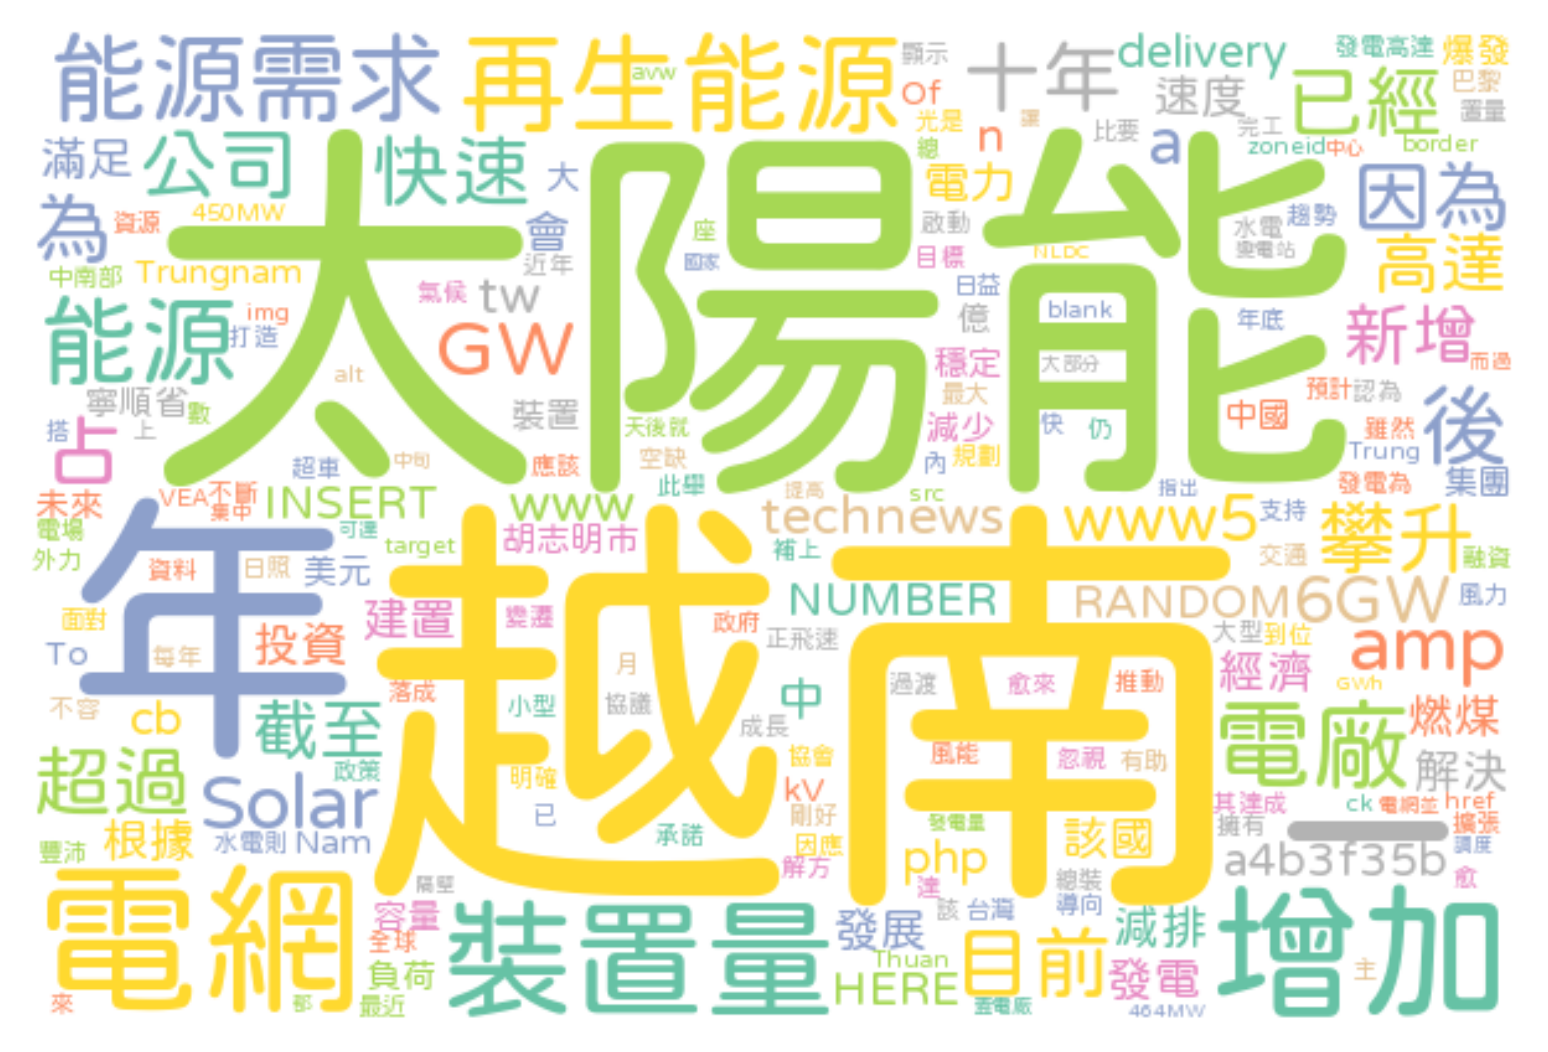 能源需求
再生能源
avw
顯示
Of
十年
delivery
發電高達
爆發
速度
已經
巴黎
置量
滿足
公司
快速
大
光是
總
n
讓
比要
a
完工
zoneid
中心
border
太陽能
為
資源
450MW
會
座
電力
啟動
水電
趨勢
變電站
因為
高達
中南部
Trungnam
近年
國家
目標
NLDC
能源
img
打造
氣候
tw
GW
日益
億
blank
年底
新增
而過
alt
穩定
大部分
寧順省
數
上
搭
占
裝置
最大
減少
快
仍
預計
認為
中國
雖然
後
天後就
空缺
內
規劃
Trung
超車
中旬
應該
此舉
src
指出
發電為
集團
未來
VEA
不斷
集中
INSERT
www
提高
technews
www5
支持
攀升
電場
外力
可達
target
胡志明市
補上
交通
融資
年
資料
日照
美元
越南
NUMBER
RANDOM
6GW
風力
面對
To
每年
投資
建置
變遷
政府
正飛速
大型
到位
amp
月
過渡
愈來
推動
經濟
GWh
不容
cb
截至
落成
小型
協議
中
成長
電廠
燃煤
超過
政策
明確
協會
風能
忽視
有助
解決
Solar
已
kV
剛好
其達成
ck
電網並
href
豐沛
根據
水電則
Nam
承諾
因應
發電量
該國
擁有
擴張
調度
解方
php
a4b3f35b
隔壁
達
總裝
愈
電網
容量
裝置量
發展
該
台灣
導向
減排
增加
全球
負荷
Thuan
目前
發電
主
來
都
最近
HERE
蓋電廠
464MW